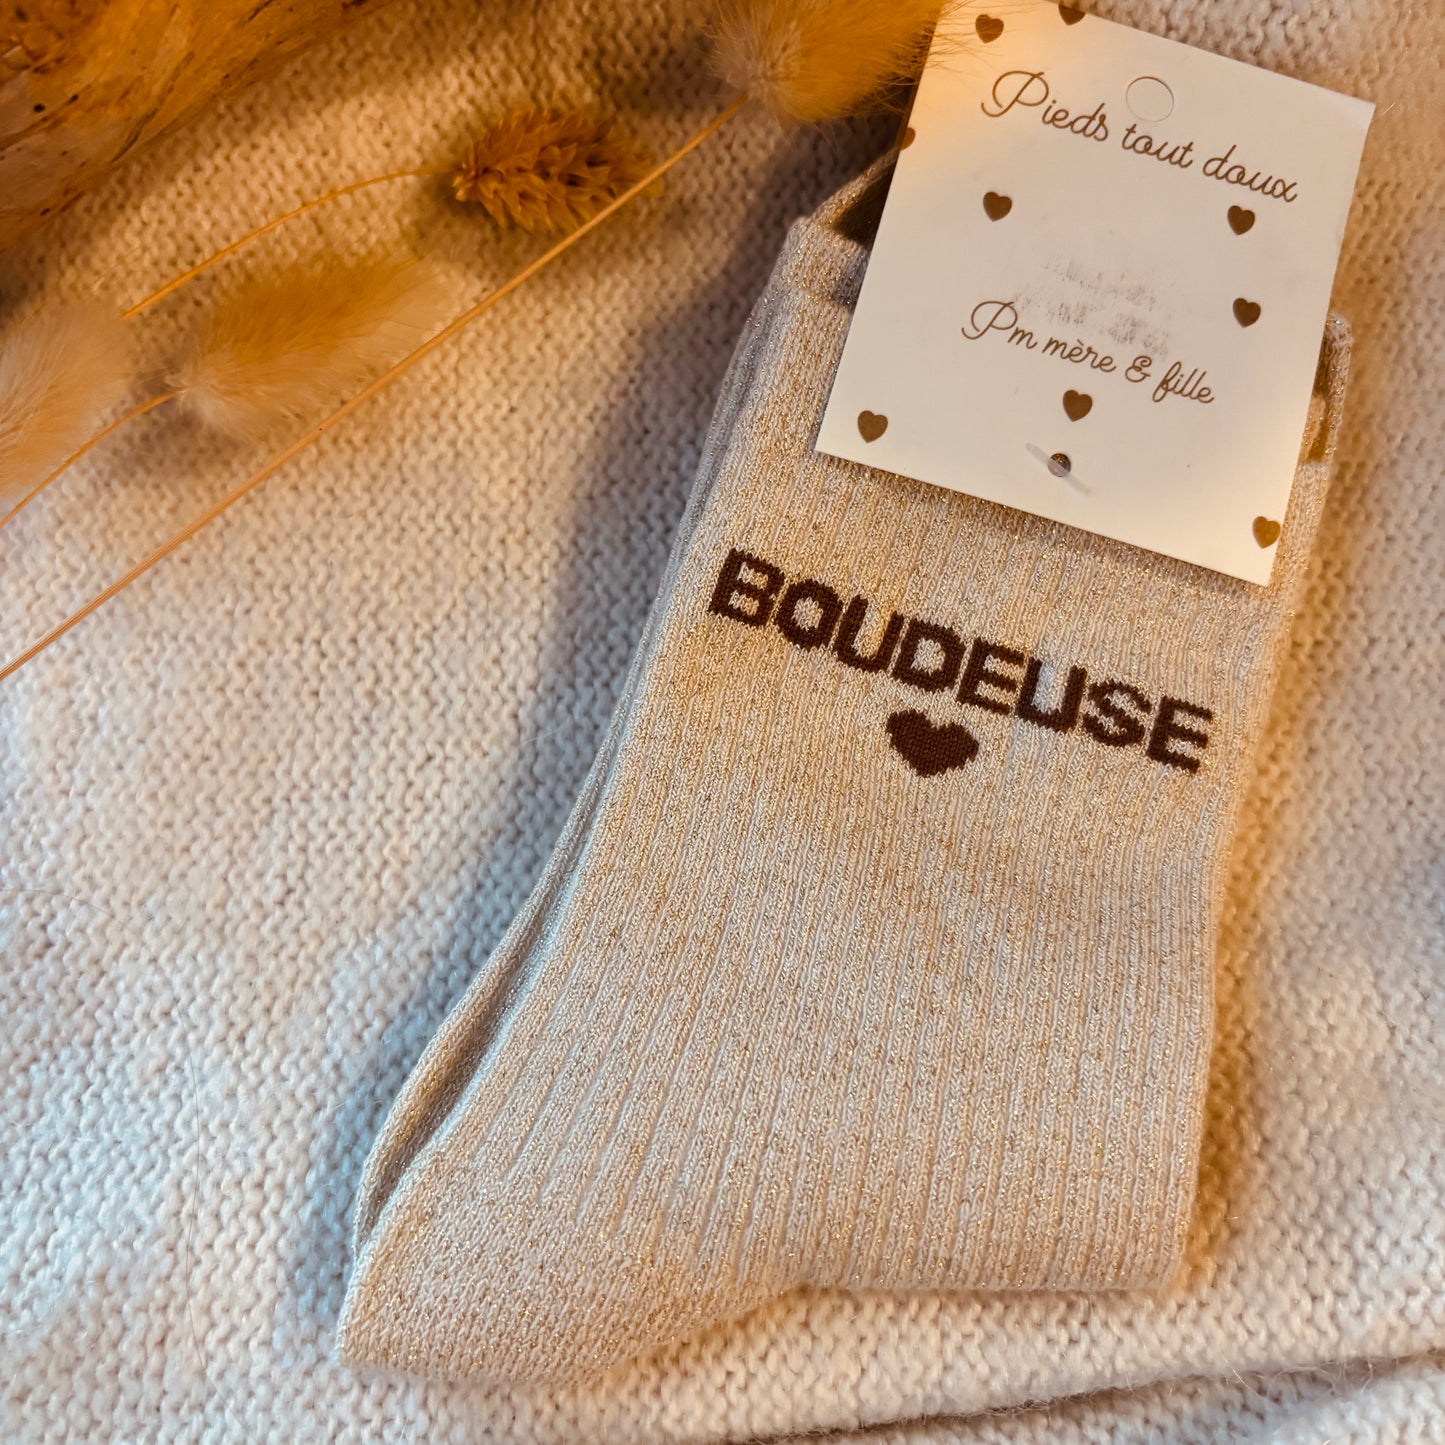 Pieds tout doux
Pm mère & fille
BOUDEUSE